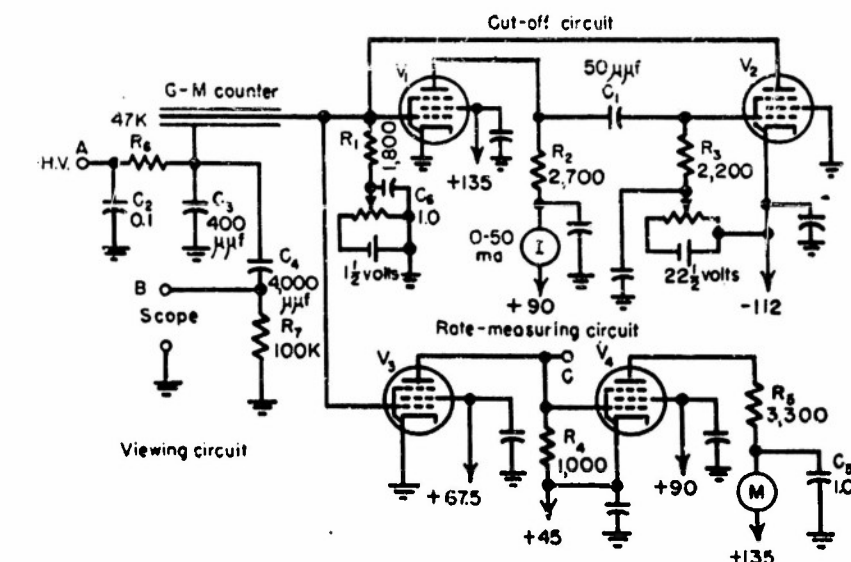 Cut-off circuit
G-M counter
V1
50 μμf
C1
V2
47K
A
R6
H.V.
R1
1,800
+135
R2
2,700
R3
2,200
C2
0.1
C3
400
μμf
C6
1.0
C4
4,000
μμf
1½ volts
0-50
ma
I
22½ volts
-112
B
Scope
R7
100K
+90
Rate-measuring circuit
V3
C
V4
R5
3,300
Viewing circuit
R4
1,000
+67.5
+90
C5
1.0
M
+45
+135